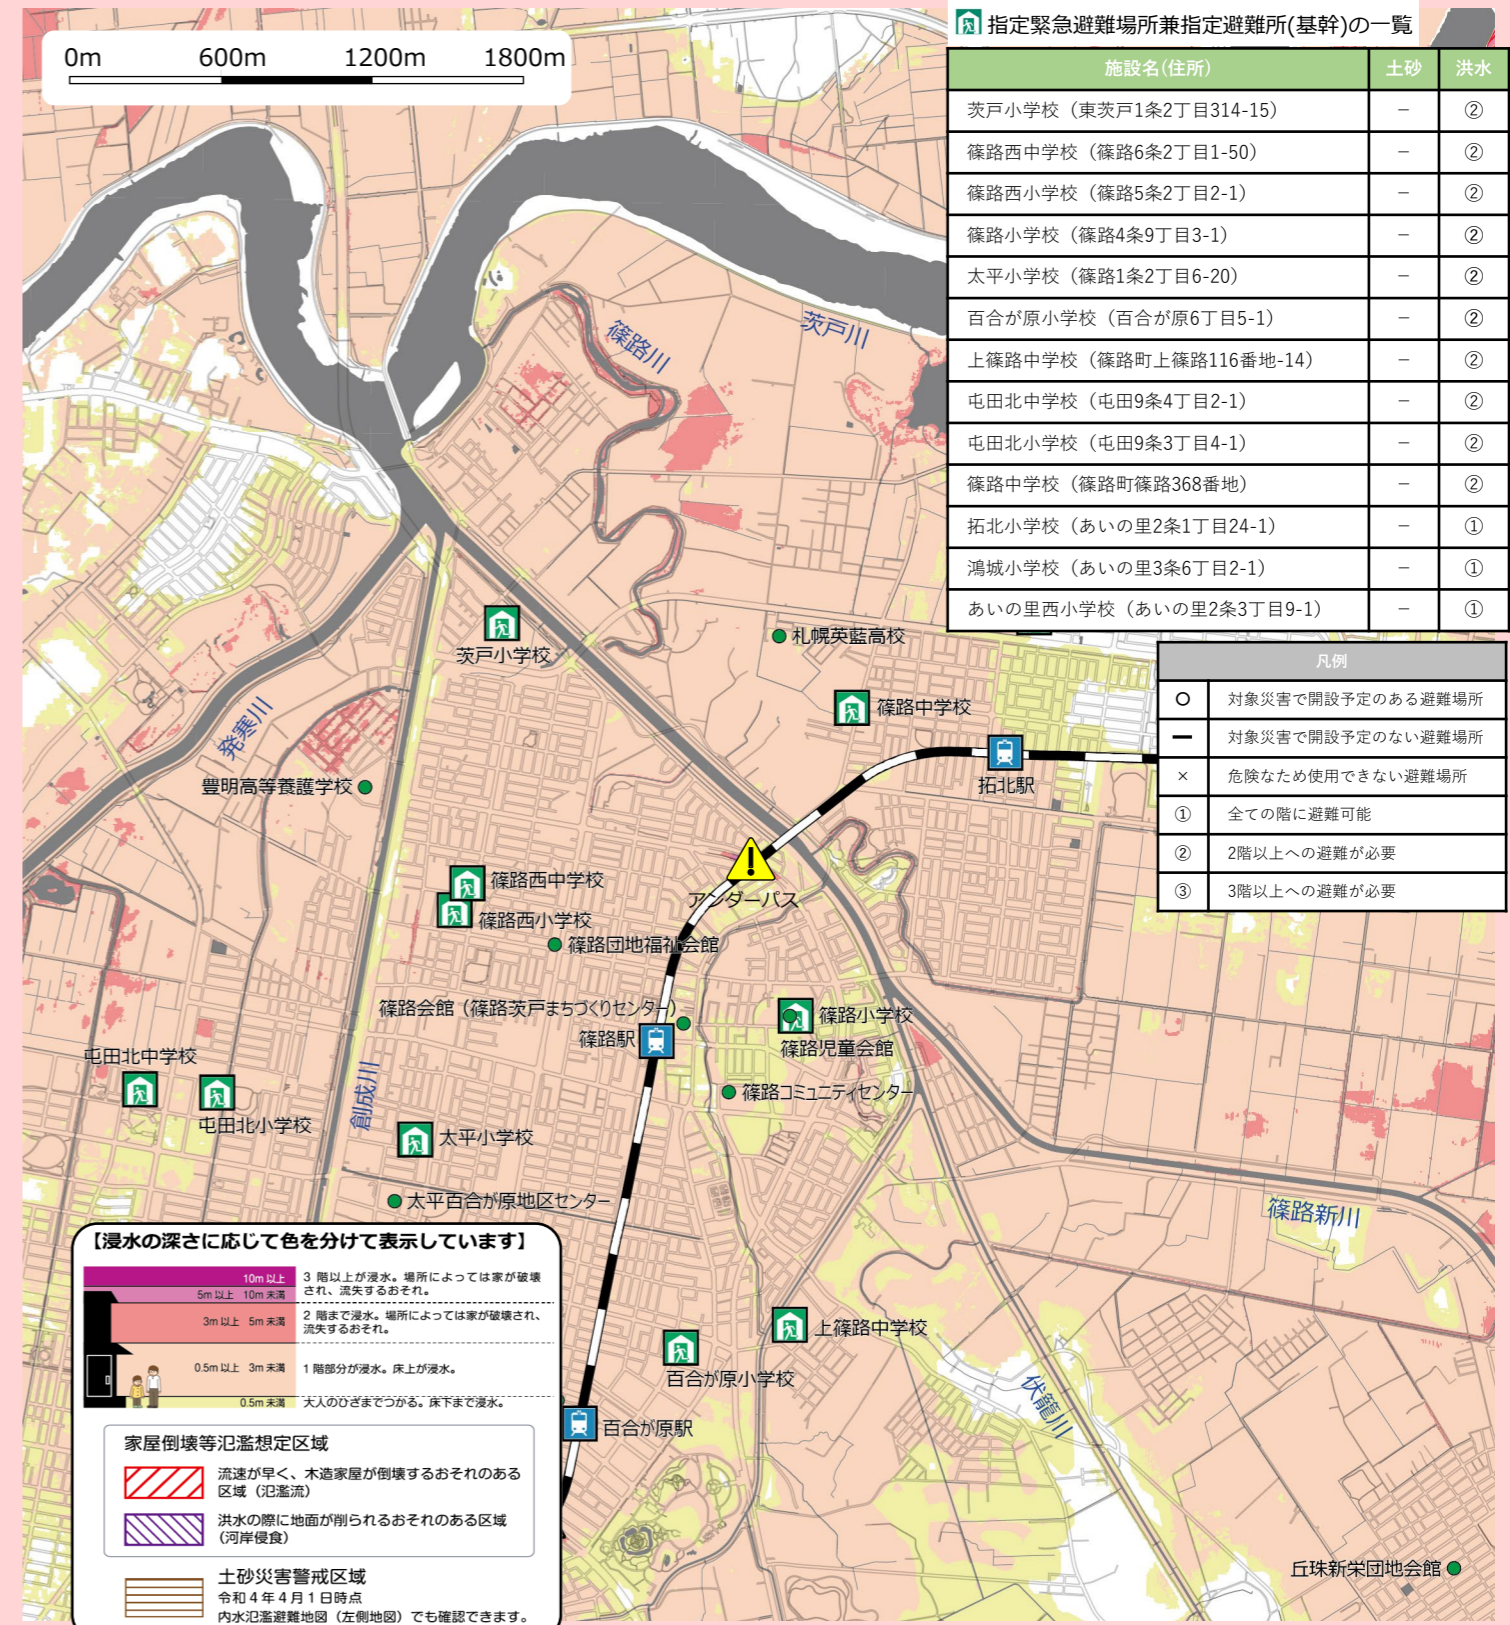 0m 600m 1200m 1800m
指定緊急避難場所兼指定避難所(基幹)の一覧
施設名(住所) 土砂 洪水
茨戸小学校（東茨戸1条2丁目314-15） − ②
篠路西中学校（篠路6条2丁目1-50） − ②
篠路西小学校（篠路5条2丁目2-1） − ②
篠路小学校（篠路4条9丁目3-1） − ②
太平小学校（篠路1条2丁目6-20） − ②
百合が原小学校（百合が原6丁目5-1） − ②
上篠路中学校（篠路町上篠路116番地-14） − ②
屯田北中学校（屯田9条4丁目2-1） − ②
屯田北小学校（屯田9条3丁目4-1） − ②
篠路中学校（篠路町篠路368番地） − ②
拓北小学校（あいの里2条1丁目24-1） − ①
鴻城小学校（あいの里3条6丁目2-1） − ①
あいの里西小学校（あいの里2条3丁目9-1） − ①
凡例
○ 対象災害で開設予定のある避難場所
ー 対象災害で開設予定のない避難場所
× 危険なため使用できない避難場所
① 全ての階に避難可能
② 2階以上への避難が必要
③ 3階以上への避難が必要
篠路川
茨戸川
茨戸小学校
札幌英藍高校
篠路中学校
発寒川
拓北駅
豊明高等養護学校
アンダーパス
篠路西中学校
篠路西小学校
篠路団地福祉会館
篠路会館（篠路茨戸まちづくりセンター）
篠路駅
篠路小学校
篠路児童会館
屯田北中学校
屯田北小学校
創成川
篠路コミュニティセンター
太平小学校
太平百合が原地区センター
篠路新川
上篠路中学校
百合が原小学校
伏籠川
百合が原駅
丘珠新栄団地会館
【浸水の深さに応じて色を分けて表示しています】
10m 以上 3 階以上が浸水。場所によっては家が破壊
され、流失するおそれ。
5m 以上 10m 未満
3m 以上 5m 未満 2 階まで浸水。場所によっては家が破壊され、
流失するおそれ。
0.5m 以上 3m 未満 1 階部分が浸水。床上が浸水。
0.5m 未満 大人のひざまでつかる。床下まで浸水。
家屋倒壊等氾濫想定区域
流速が早く、木造家屋が倒壊するおそれのある
区域（氾濫流）
洪水の際に地面が削られるおそれのある区域
（河岸侵食）
土砂災害警戒区域
令和 4 年 4 月 1 日時点
内水氾濫避難地図（左側地図）でも確認できます。